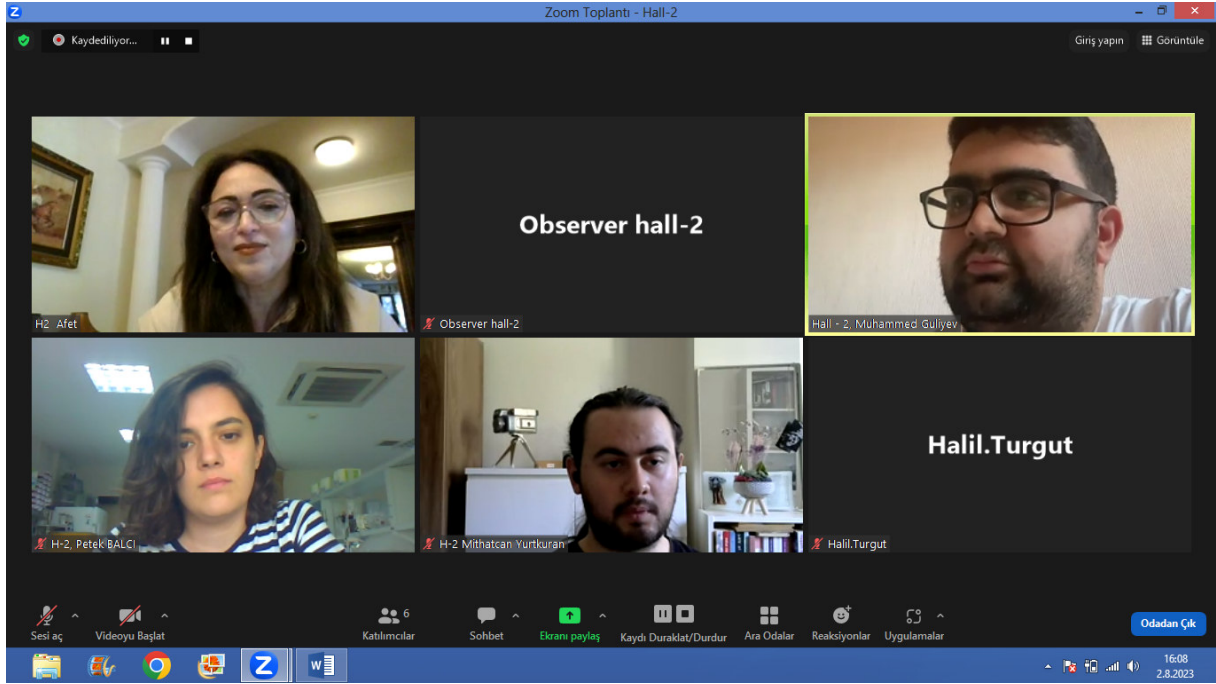 Zoom Toplantı - Hall-2
Kaydediliyor...
Giriş yapın
Görüntüle
H2 Afet
Observer hall-2
Observer hall-2
Hall - 2, Muhammed Guliyev
H-2, Petek BALCI
H-2 Mithatcan Yurtkuran
Halil.Turgut
Halil.Turgut
Sesi aç
Videoyu Başlat
6
Katılımcılar
Sohbet
Ekranı paylaş
Kaydı Duraklat/Durdur
Ara Odalar
Reaksiyonlar
Uygulamalar
Odadan Çık
16:08
2.8.2023